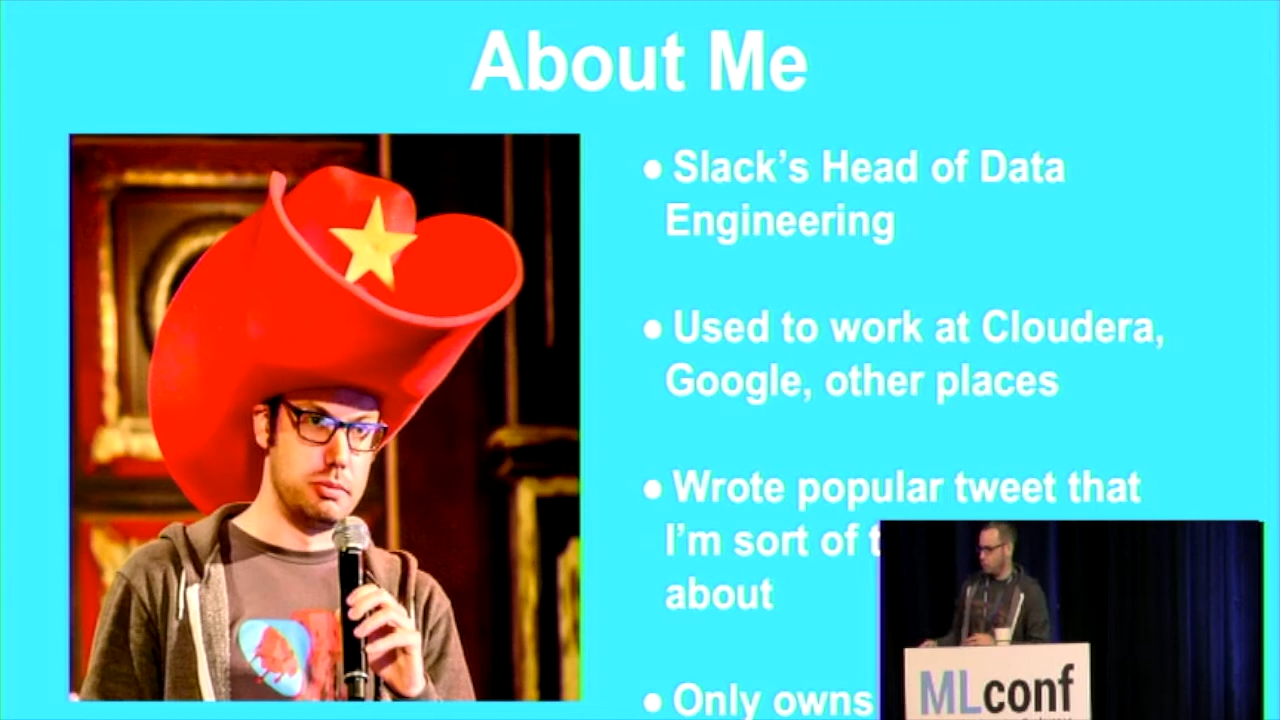 About Me
● Slack's Head of Data
Engineering
● Used to work at Cloudera,
Google, other places
● Wrote popular tweet that
I'm sort of
about
● Only owns
MLconf